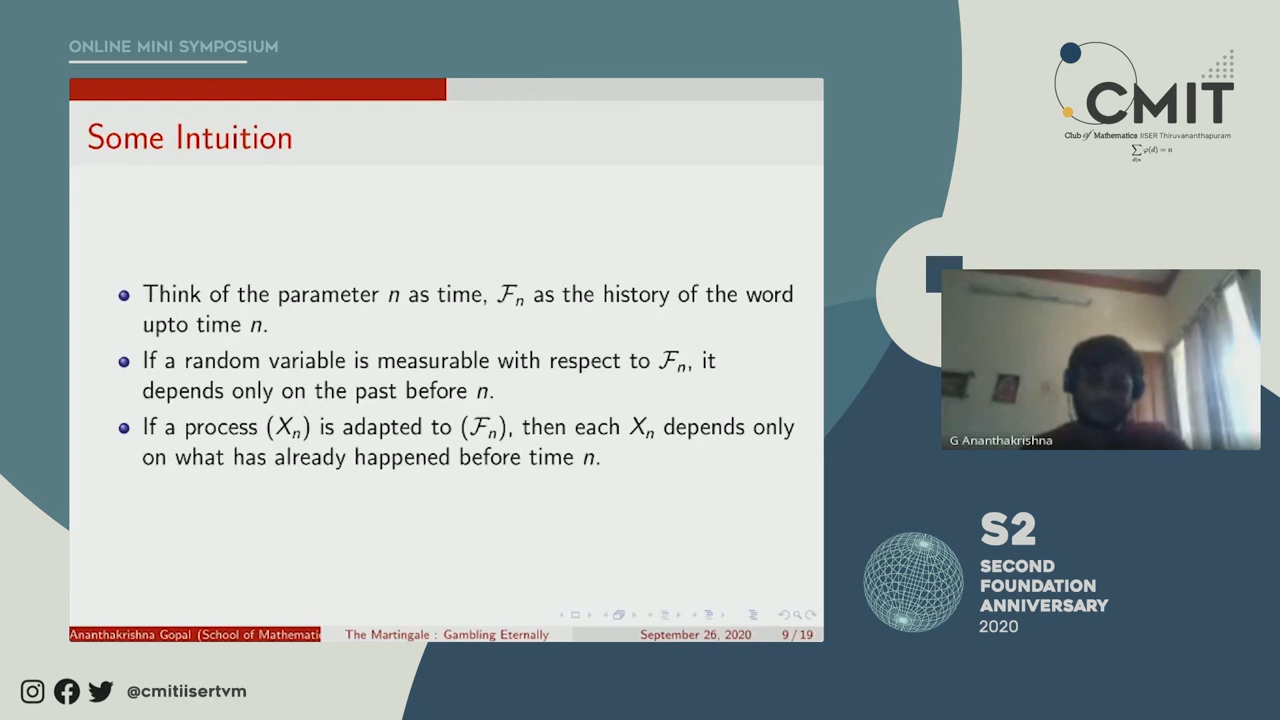 ONLINE MINI SYMPOSIUM
CMIT
Club of Mathematics IISER Thiruvananthapuram
∑ φ(d) = n
d|n
Some Intuition
Think of the parameter n as time, ℱₙ as the history of the word
upto time n.
If a random variable is measurable with respect to ℱₙ, it
depends only on the past before n.
If a process (Xₙ) is adapted to (ℱₙ), then each Xₙ depends only
on what has already happened before time n.
G Ananthakrishna
S2
SECOND
FOUNDATION
ANNIVERSARY
2020
Ananthakrishna Gopal (School of Mathemati
The Martingale : Gambling Eternally
September 26, 2020
9 / 19
@cmitiisertvm